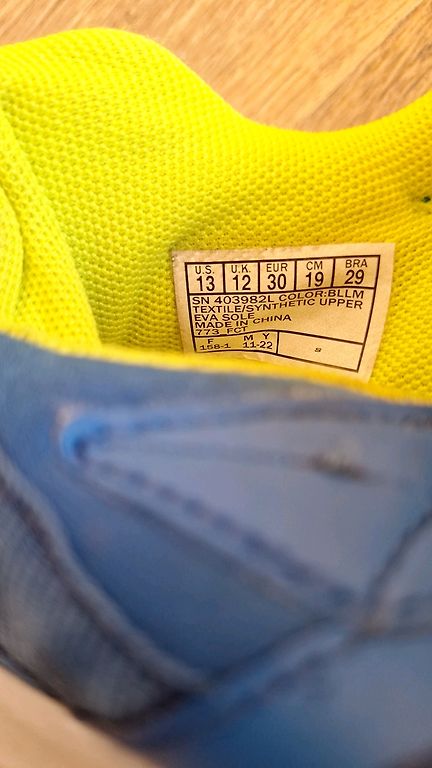 U.S. U.K. EUR CM BRA
13 12 30 19 29
SN 403982L COLOR:BLLM
TEXTILE/SYNTHETIC UPPER
EVA SOLE
MADE IN CHINA
773 FCT
F M Y
158-1 11-22 S